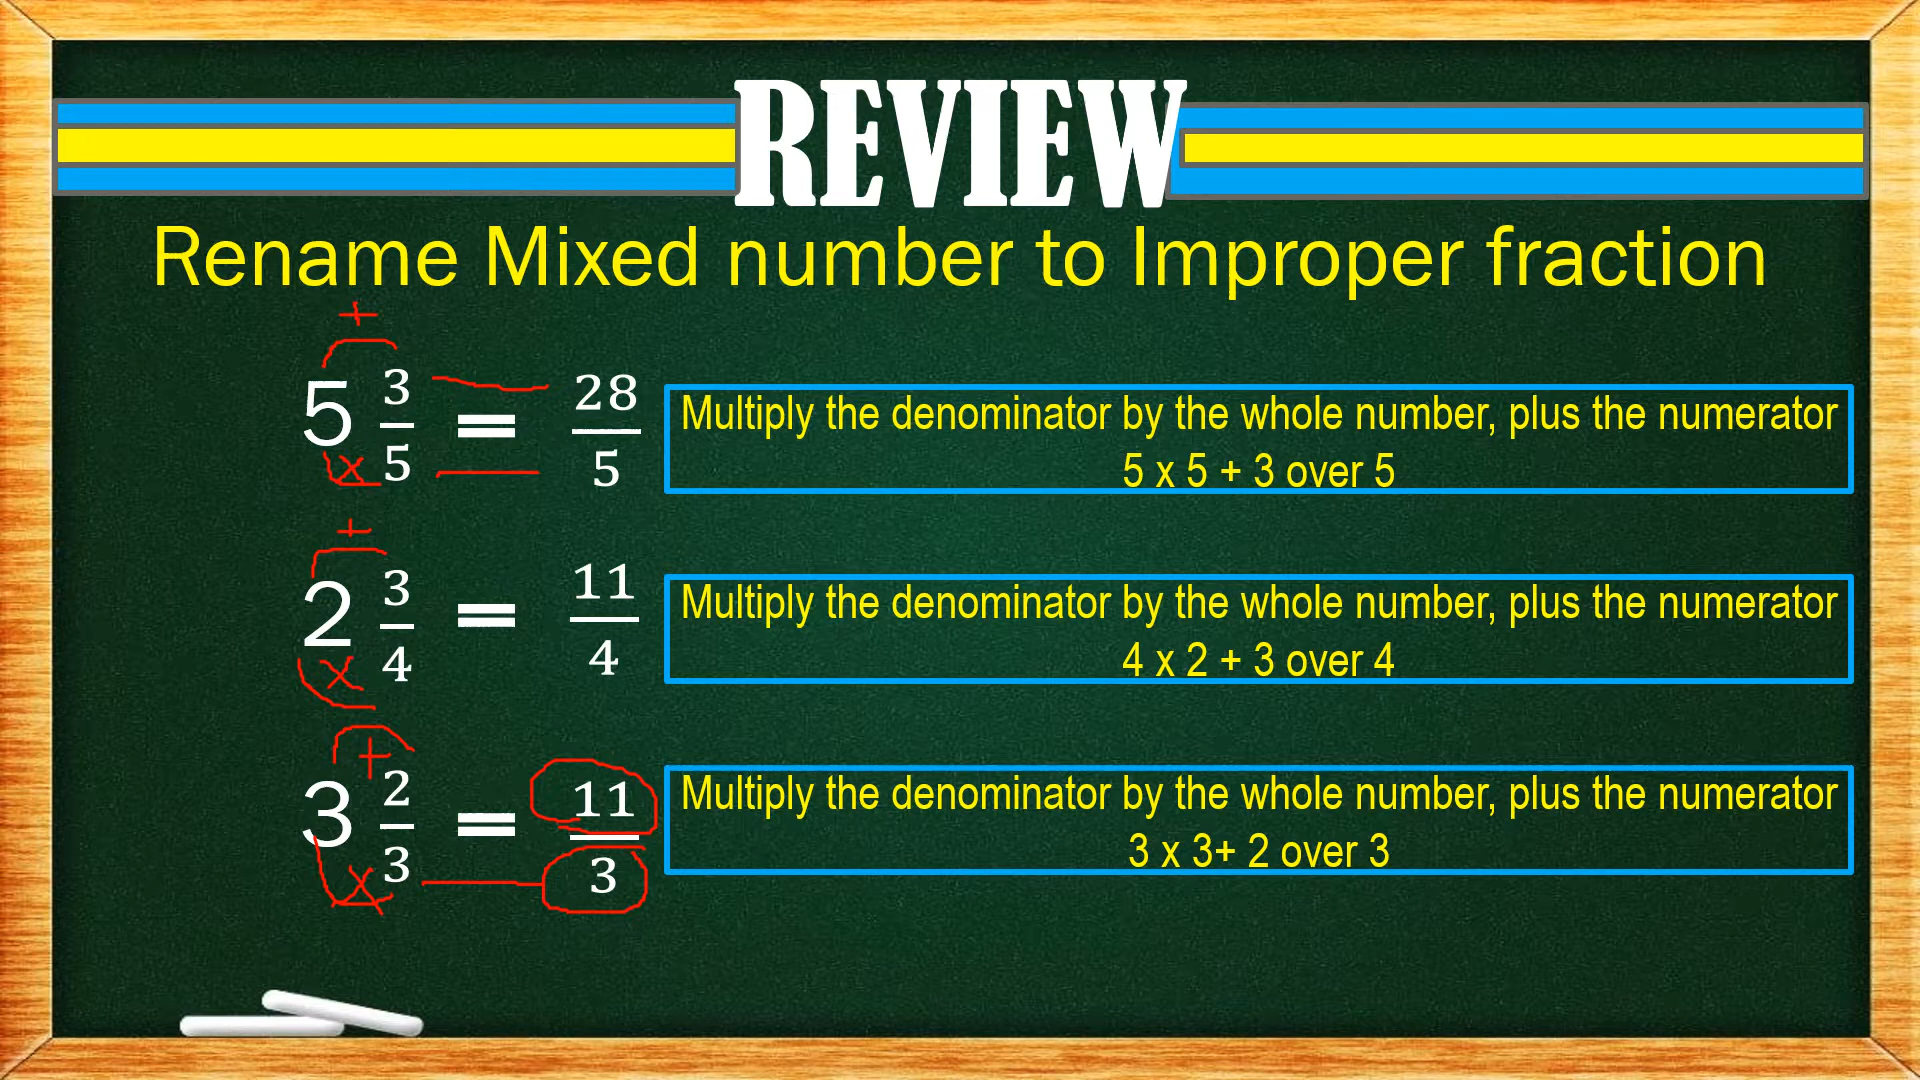 REVIEW
Rename Mixed number to Improper fraction
+
5 3/5 = 28/5
x
Multiply the denominator by the whole number, plus the numerator
5 x 5 + 3 over 5
+
2 3/4 = 11/4
x
Multiply the denominator by the whole number, plus the numerator
4 x 2 + 3 over 4
+
3 2/3 = 11/3
x
Multiply the denominator by the whole number, plus the numerator
3 x 3+ 2 over 3